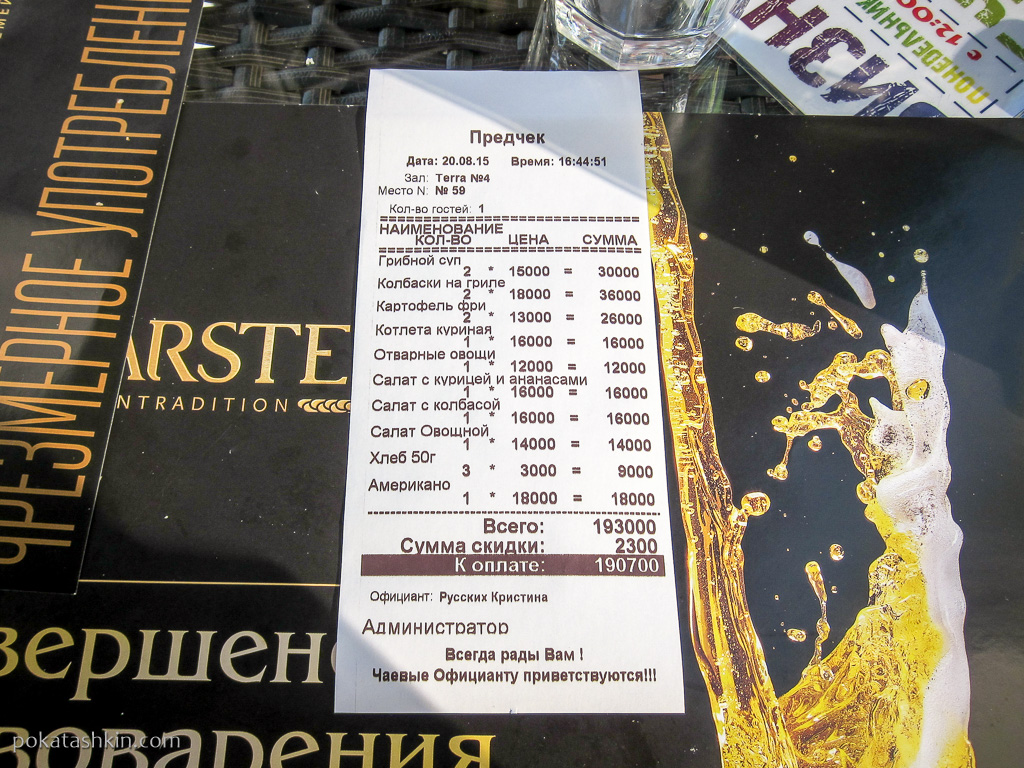 ЧРЕЗМЕРНОЕ УПОТРЕБЛЕНИ
ПОНЕДЕЛЬНИК
с 12:00
ARSTE
NTRADITION
Предчек
Дата: 20.08.15 Время: 16:44:51
Зал: Terra №4
Место N: № 59
Кол-во гостей: 1
НАИМЕНОВАНИЕ
КОЛ-ВО ЦЕНА СУММА
Грибной суп
2 * 15000 = 30000
Колбаски на гриле
2 * 18000 = 36000
Картофель фри
2 * 13000 = 26000
Котлета куриная
1 * 16000 = 16000
Отварные овощи
1 * 12000 = 12000
Салат с курицей и ананасами
1 * 16000 = 16000
Салат с колбасой
1 * 16000 = 16000
Салат Овощной
1 * 14000 = 14000
Хлеб 50г
3 * 3000 = 9000
Американо
1 * 18000 = 18000
Всего: 193000
Сумма скидки: 2300
К оплате: 190700
Официант: Русских Кристина
Администратор
Всегда рады Вам !
Чаевые Официанту приветствуются!!!
вершен
воварения
pokatashkin.com